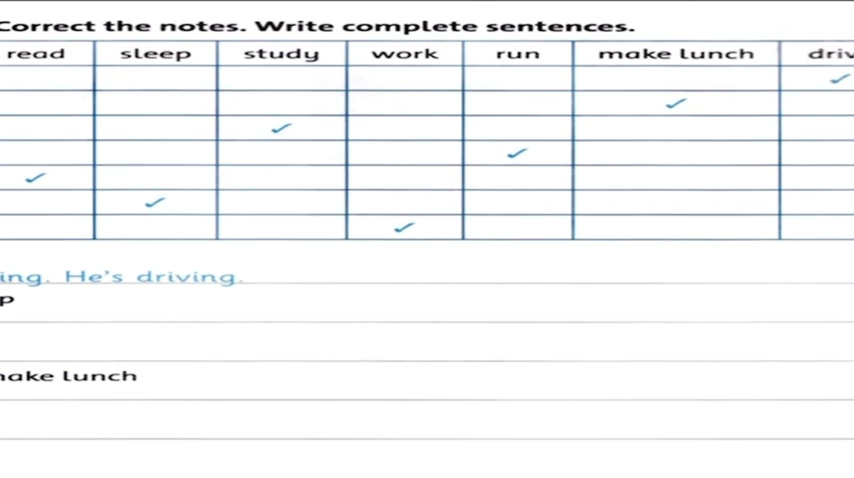 Correct the notes. Write complete sentences.
read sleep study work run make lunch driv
✓
✓
✓
✓
✓
✓
✓
ing. He's driving.
p
make lunch